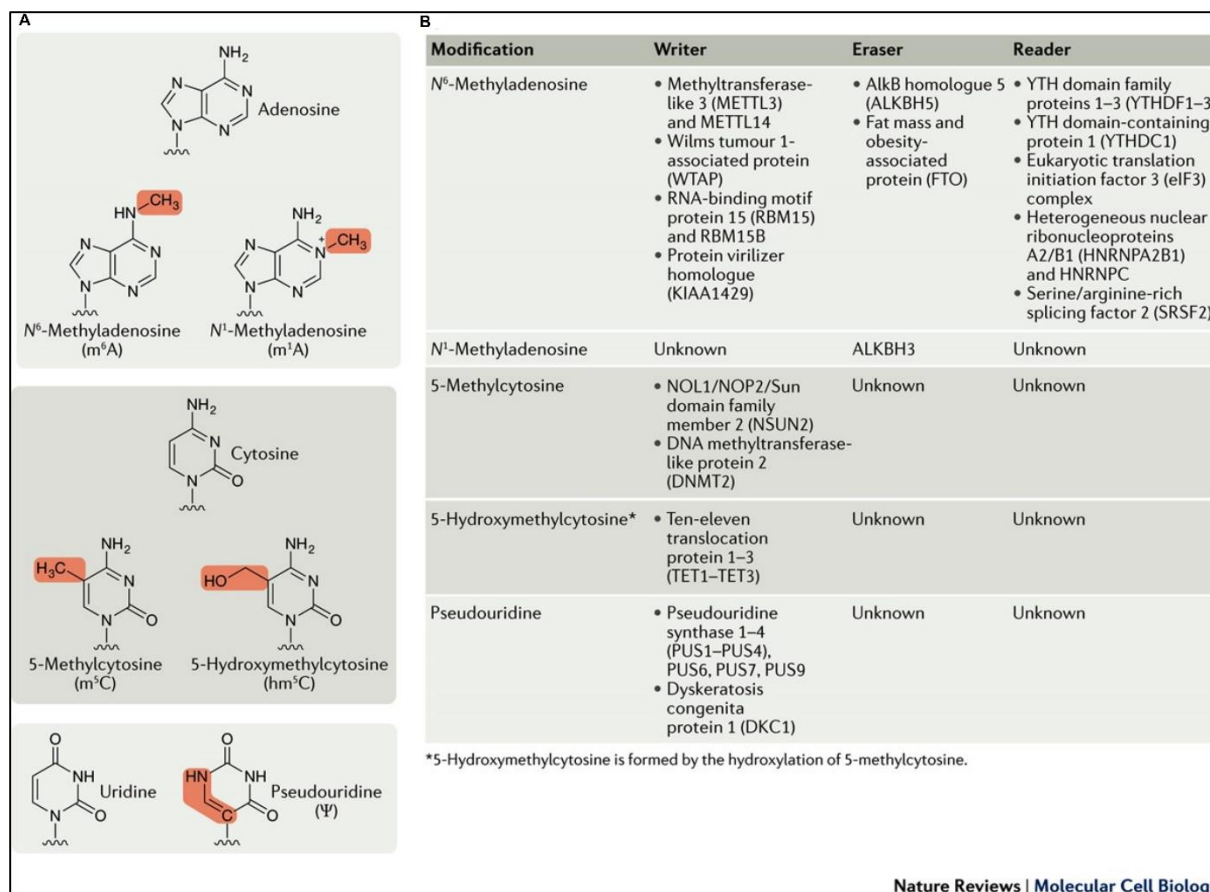 A
NH₂
N
N
N
N
Adenosine
HN
CH₃
N
N
N
N
N⁶-Methyladenosine
(m⁶A)
NH₂
N
N⁺
CH₃
N
N
N¹-Methyladenosine
(m¹A)
NH₂
N
Cytosine
N
O
NH₂
H₃C
N
N
O
5-Methylcytosine
(m⁵C)
NH₂
HO
N
N
O
5-Hydroxymethylcytosine
(hm⁵C)
O
NH
Uridine
N
O
O
HN
NH
Pseudouridine
(Ψ)
C
O
B
Modification Writer Eraser Reader
N⁶-Methyladenosine
• Methyltransferase-
like 3 (METTL3)
and METTL14
• Wilms tumour 1-
associated protein
(WTAP)
• RNA-binding motif
protein 15 (RBM15)
and RBM15B
• Protein virilizer
homologue
(KIAA1429)
• AlkB homologue 5
(ALKBH5)
• Fat mass and
obesity-
associated
protein (FTO)
• YTH domain family
proteins 1–3 (YTHDF1–3
• YTH domain-containing
protein 1 (YTHDC1)
• Eukaryotic translation
initiation factor 3 (eIF3)
complex
• Heterogeneous nuclear
ribonucleoproteins
A2/B1 (HNRNPA2B1)
and HNRNPC
• Serine/arginine-rich
splicing factor 2 (SRSF2)
N¹-Methyladenosine Unknown ALKBH3 Unknown
5-Methylcytosine
• NOL1/NOP2/Sun
domain family
member 2 (NSUN2)
• DNA methyltransferase-
like protein 2
(DNMT2)
Unknown
Unknown
5-Hydroxymethylcytosine*
• Ten-eleven
translocation
protein 1–3
(TET1–TET3)
Unknown
Unknown
Pseudouridine
• Pseudouridine
synthase 1–4
(PUS1–PUS4),
PUS6, PUS7, PUS9
• Dyskeratosis
congenita
protein 1 (DKC1)
Unknown
Unknown
*5-Hydroxymethylcytosine is formed by the hydroxylation of 5-methylcytosine.
Nature Reviews | Molecular Cell Biolog